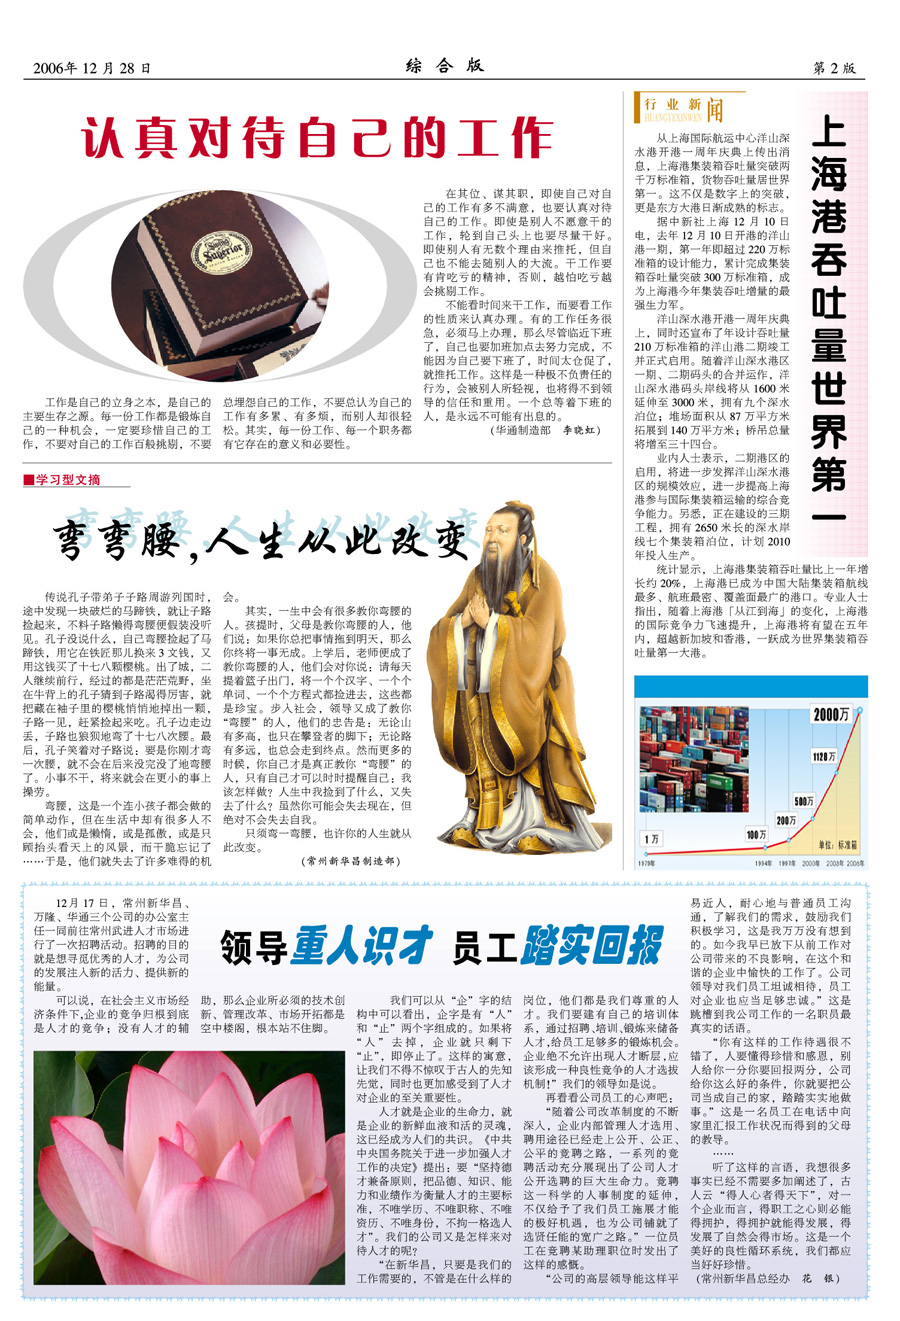 2006年 12 月 28 日
综 合 版
第 2 版
认真对待自己的工作
Superior
工作是自己的立身之本，是自己的
主要生存之源。每一份工作都是锻炼自
己的一种机会，一定要珍惜自己的工
作，不要对自己的工作百般挑剔，不要
总埋怨自己的工作，不要总认为自己的
工作有多累、有多烦，而别人却很轻
松。其实，每一份工作、每一个职务都
有它存在的意义和必要性。
在其位、谋其职，即使自己对自
己的工作有多不满意，也要认真对待
自己的工作。即使是别人不愿意干的
工作，轮到自己头上也要尽量干好。
即使别人有无数个理由来推托，但自
己也不能去随别人的大流。干工作要
有肯吃亏的精神，否则，越怕吃亏越
会挑剔工作。
不能看时间来干工作，而要看工作
的性质来认真办理。有的工作任务很
急，必须马上办理，那么尽管临近下班
了，自己也要加班加点去努力完成，不
能因为自己要下班了，时间太仓促了，
就推托工作。这样是一种极不负责任的
行为，会被别人所轻视，也将得不到领
导的信任和重用。一个总等着下班的
人，是永远不可能有出息的。
(华通制造部　李晓虹)
行 业 新 闻
HUANGYEXINWEN
上海港吞吐量世界第一
从上海国际航运中心洋山深
水港开港一周年庆典上传出消
息，上海港集装箱吞吐量突破两
千万标准箱，货物吞吐量居世界
第一。这不仅是数字上的突破，
更是东方大港日渐成熟的标志。
据中新社上海 12 月 10 日
电，去年 12 月 10 日开港的洋山
港一期，第一年即超过 220 万标
准箱的设计能力，累计完成集装
箱吞吐量突破 300 万标准箱，成
为上海港今年集装吞吐增量的最
强生力军。
洋山深水港开港一周年庆典
上，同时还宣布了年设计吞吐量
210 万标准箱的洋山港二期竣工
并正式启用。随着洋山深水港区
一期、二期码头的合并运作，洋
山深水港码头岸线将从 1600 米
延伸至 3000 米，拥有九个深水
泊位；堆场面积从 87 万平方米
拓展到 140 万平方米；桥吊总量
将增至三十四台。
业内人士表示，二期港区的
启用，将进一步发挥洋山深水港
区的规模效应，进一步提高上海
港参与国际集装箱运输的综合竞
争能力。另悉，正在建设的三期
工程，拥有 2650 米长的深水岸
线七个集装箱泊位，计划 2010
年投入生产。
统计显示，上海港集装箱吞吐量比上一年增
长约 20%，上海港已成为中国大陆集装箱航线
最多、航班最密、覆盖面最广的港口。专业人士
指出，随着上海港「从江到海」的变化，上海港
的国际竞争力飞速提升，上海港将有望在五年
内，超越新加坡和香港，一跃成为世界集装箱吞
吐量第一大港。
2000万
1128万
500万
200万
100万
1万
单位：标准箱
1978年
1994年 1997年 2000年 2003年 2006年
■学习型文摘
弯弯腰，人生从此改变
传说孔子带弟子子路周游列国时，
途中发现一块破烂的马蹄铁，就让子路
捡起来，不料子路懒得弯腰便假装没听
见。孔子没说什么，自己弯腰捡起了马
蹄铁，用它在铁匠那儿换来 3 文钱，又
用这钱买了十七八颗樱桃。出了城，二
人继续前行，经过的都是茫茫荒野，坐
在牛背上的孔子猜到子路渴得厉害，就
把藏在袖子里的樱桃悄悄地掉出一颗，
子路一见，赶紧捡起来吃。孔子边走边
丢，子路也狼狈地弯了十七八次腰。最
后，孔子笑着对子路说：要是你刚才弯
一次腰，就不会在后来没完没了地弯腰
了。小事不干，将来就会在更小的事上
操劳。
弯腰，这是一个连小孩子都会做的
简单动作，但在生活中却有很多人不
会，他们或是懒惰，或是孤傲，或是只
顾抬头看天上的风景，而干脆忘记了
……于是，他们就失去了许多难得的机
会。
其实，一生中会有很多教你弯腰的
人。孩提时，父母是教你弯腰的人，他
们说：如果你总把事情拖到明天，那么
你终将一事无成。上学后，老师便成了
教你弯腰的人，他们会对你说：请每天
提着篮子出门，将一个个汉字、一个个
单词、一个个方程式都捡进去，这些都
是珍宝。步入社会，领导又成了教你
“弯腰”的人，他们的忠告是：无论山
有多高，也只在攀登者的脚下；无论路
有多远，也总会走到终点。然而更多的
时候，你自己才是真正教你“弯腰”的
人，只有自己才可以时时提醒自己：我
该怎样做？人生中我捡到了什么，又失
去了什么？虽然你可能会失去现在，但
绝对不会失去自我。
只须弯一弯腰，也许你的人生就从
此改变。
(常州新华昌制造部)
领导重人识才 员工踏实回报
12月 17 日，常州新华昌、
万隆、华通三个公司的办公室主
任一同前往常州武进人才市场进
行了一次招聘活动。招聘的目的
就是想寻觅优秀的人才，为公司
的发展注入新的活力、提供新的
能量。
可以说，在社会主义市场经
济条件下,企业的竞争归根到底
是人才的竞争；没有人才的辅
助，那么企业所必须的技术创
新、管理改革、市场开拓都是
空中楼阁，根本站不住脚。
我们可以从“企”字的结
构中可以看出，企字是有“人”
和“止”两个字组成的。如果将
“人”去掉，企业就只剩下
“止”，即停止了。这样的寓意，
让我们不得不惊叹于古人的先知
先觉，同时也更加感受到了人才
对企业的至关重要性。
人才就是企业的生命力，就
是企业的新鲜血液和活的灵魂，
这已经成为人们的共识。《中共
中央国务院关于进一步加强人才
工作的决定》提出：要“坚持德
才兼备原则，把品德、知识、能
力和业绩作为衡量人才的主要标
准，不唯学历、不唯职称、不唯
资历、不唯身份，不拘一格选人
才”。我们的公司又是怎样来对
待人才的呢?
“在新华昌，只要是我们的
工作需要的，不管是在什么样的
岗位，他们都是我们尊重的人
才。我们要建有自己的培训体
系，通过招聘､培训､锻炼来储备
人才,给员工足够多的锻炼机会。
企业绝不允许出现人才断层,应
该形成一种良性竞争的人才选拔
机制!”我们的领导如是说。
再看看公司员工的心声吧：
“随着公司改革制度的不断
深入，企业内部管理人才选用、
聘用途径已经走上公开、公正、
公平的竞聘之路，一系列的竞
聘活动充分展现出了公司人才
公开选聘的巨大生命力。竞聘
这一科学的人事制度的延伸，
不仅给予了我们员工施展才能
的极好机遇，也为公司铺就了
选贤任能的宽广之路。”一位员
工在竞聘某助理职位时发出了
这样的感慨。
“公司的高层领导能这样平
易近人，耐心地与普通员工沟
通，了解我们的需求，鼓励我们
积极学习，这是我万万没有想到
的。如今我早已放下从前工作对
公司带来的不良影响，在这个和
谐的企业中愉快的工作了。公司
领导对我们员工坦诚相待，员工
对企业也应当足够忠诚。”这是
跳槽到我公司工作的一名职员最
真实的话语。
“你有这样的工作待遇很不
错了，人要懂得珍惜和感恩，别
人给你一分你要回报两分，公司
给你这么好的条件，你就要把公
司当成自己的家，踏踏实实地做
事。”这是一名员工在电话中向
家里汇报工作状况而得到的父母
的教导。
……
听了这样的言语，我想很多
事实已经不需要多加阐述了，古
人云“得人心者得天下”，对一
个企业而言，得职工之心则必能
得拥护，得拥护就能得发展，得
发展了自然会得市场。这是一个
美好的良性循环系统，我们都应
当好好珍惜。
(常州新华昌总经办　花　银)